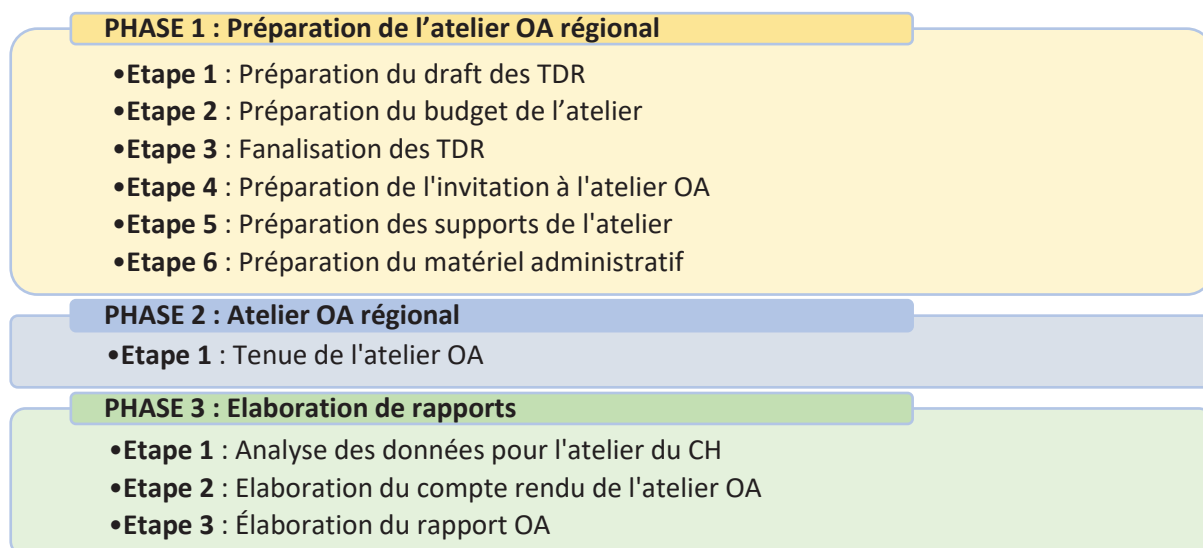 PHASE 1 : Préparation de l’atelier OA régional
•Etape 1 : Préparation du draft des TDR
•Etape 2 : Préparation du budget de l’atelier
•Etape 3 : Fanalisation des TDR
•Etape 4 : Préparation de l'invitation à l'atelier OA
•Etape 5 : Préparation des supports de l'atelier
•Etape 6 : Préparation du matériel administratif
PHASE 2 : Atelier OA régional
•Etape 1 : Tenue de l'atelier OA
PHASE 3 : Elaboration de rapports
•Etape 1 : Analyse des données pour l'atelier du CH
•Etape 2 : Elaboration du compte rendu de l'atelier OA
•Etape 3 : Élaboration du rapport OA